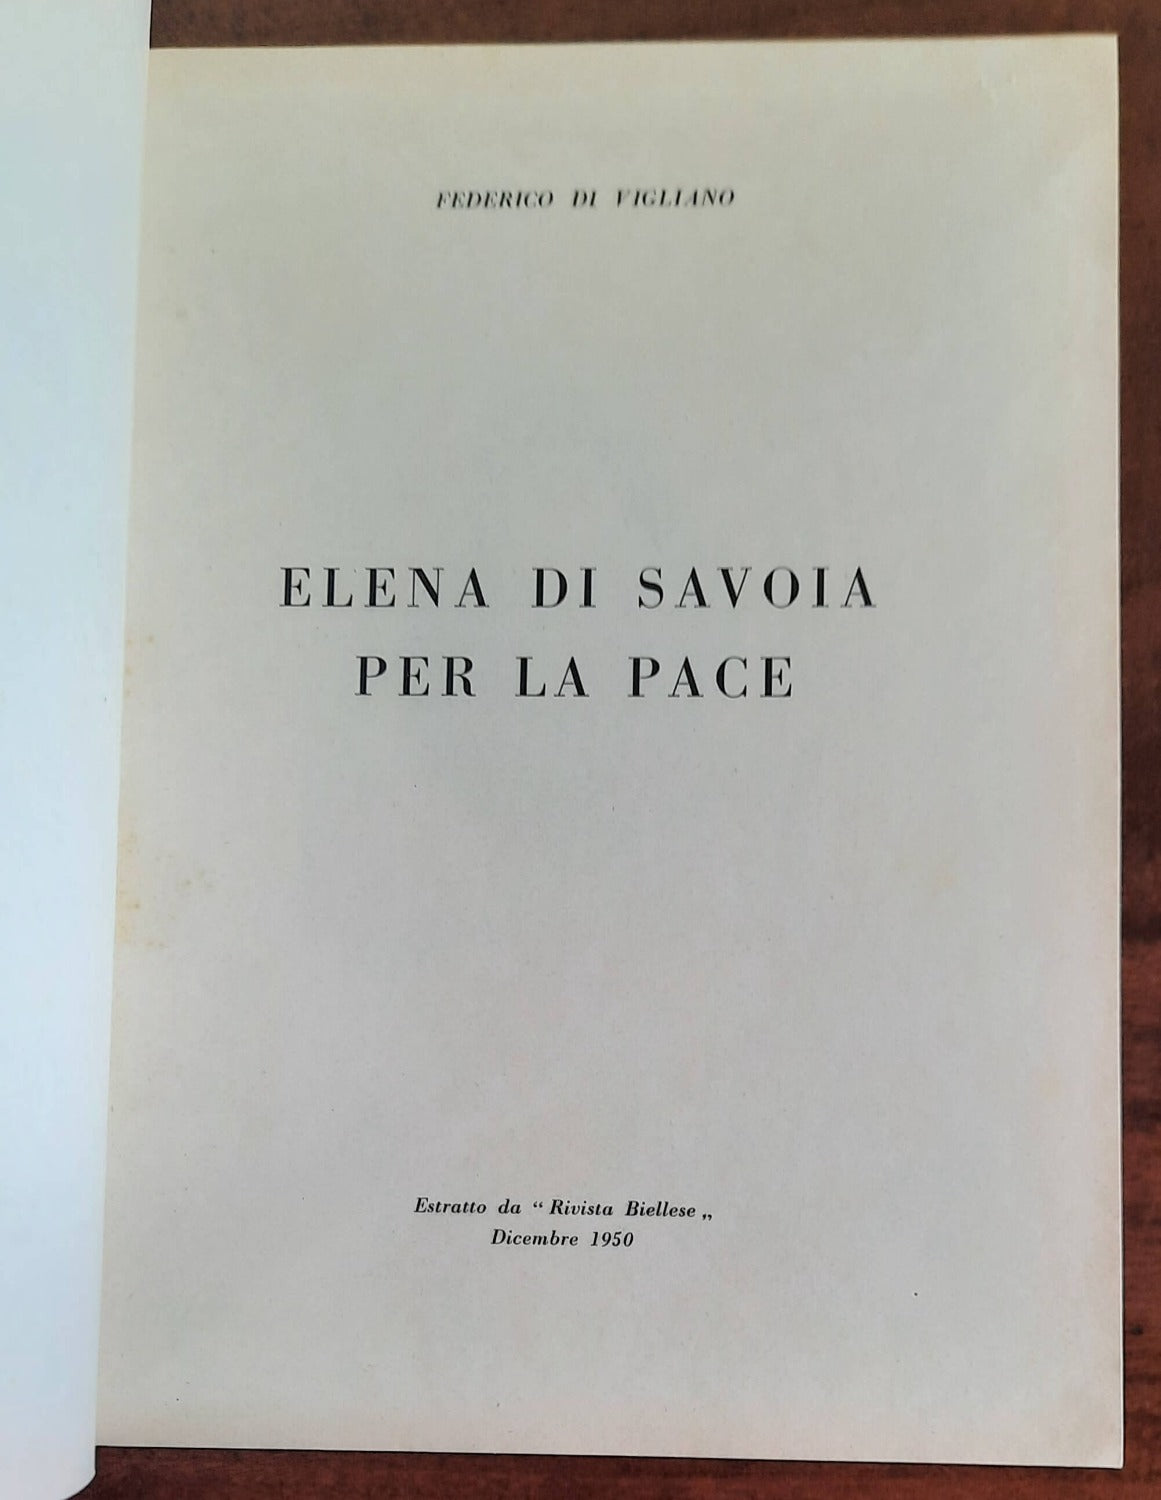 FEDERICO DI VIGLIANO
ELENA DI SAVOIA
PER LA PACE
Estratto da “ Rivista Biellese „
Dicembre 1950